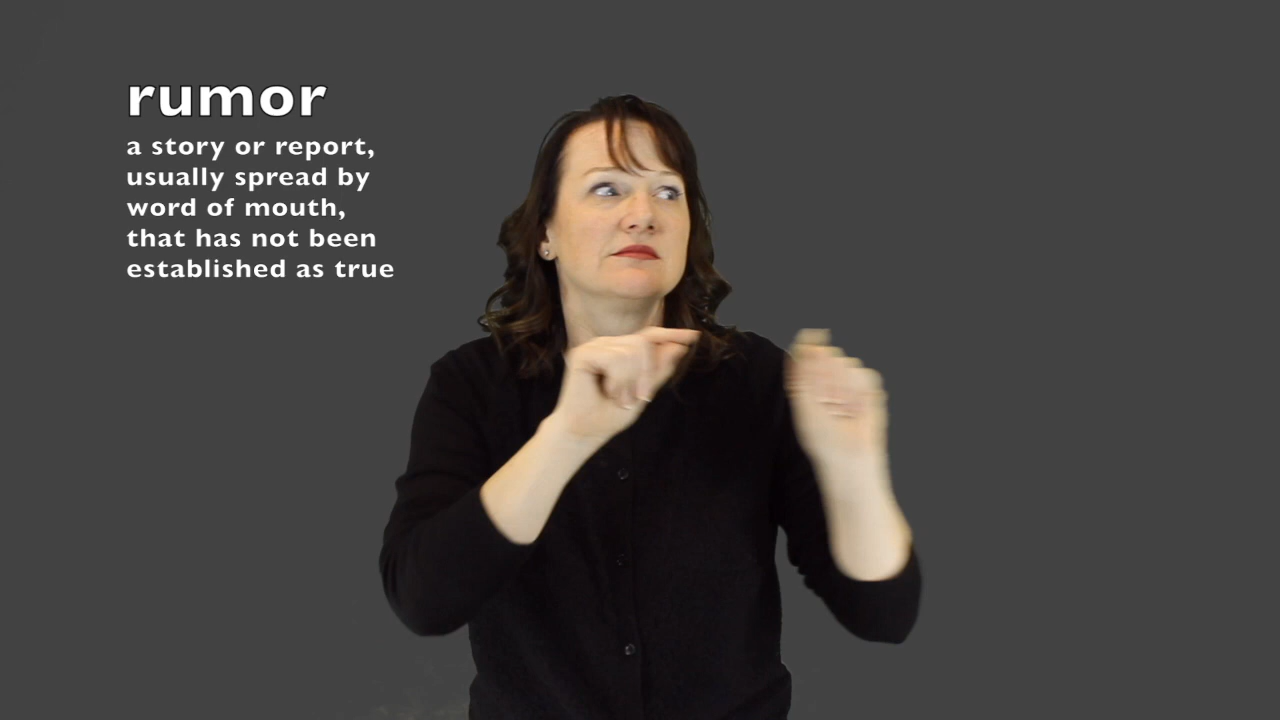 rumor
a story or report,
usually spread by
word of mouth,
that has not been
established as true